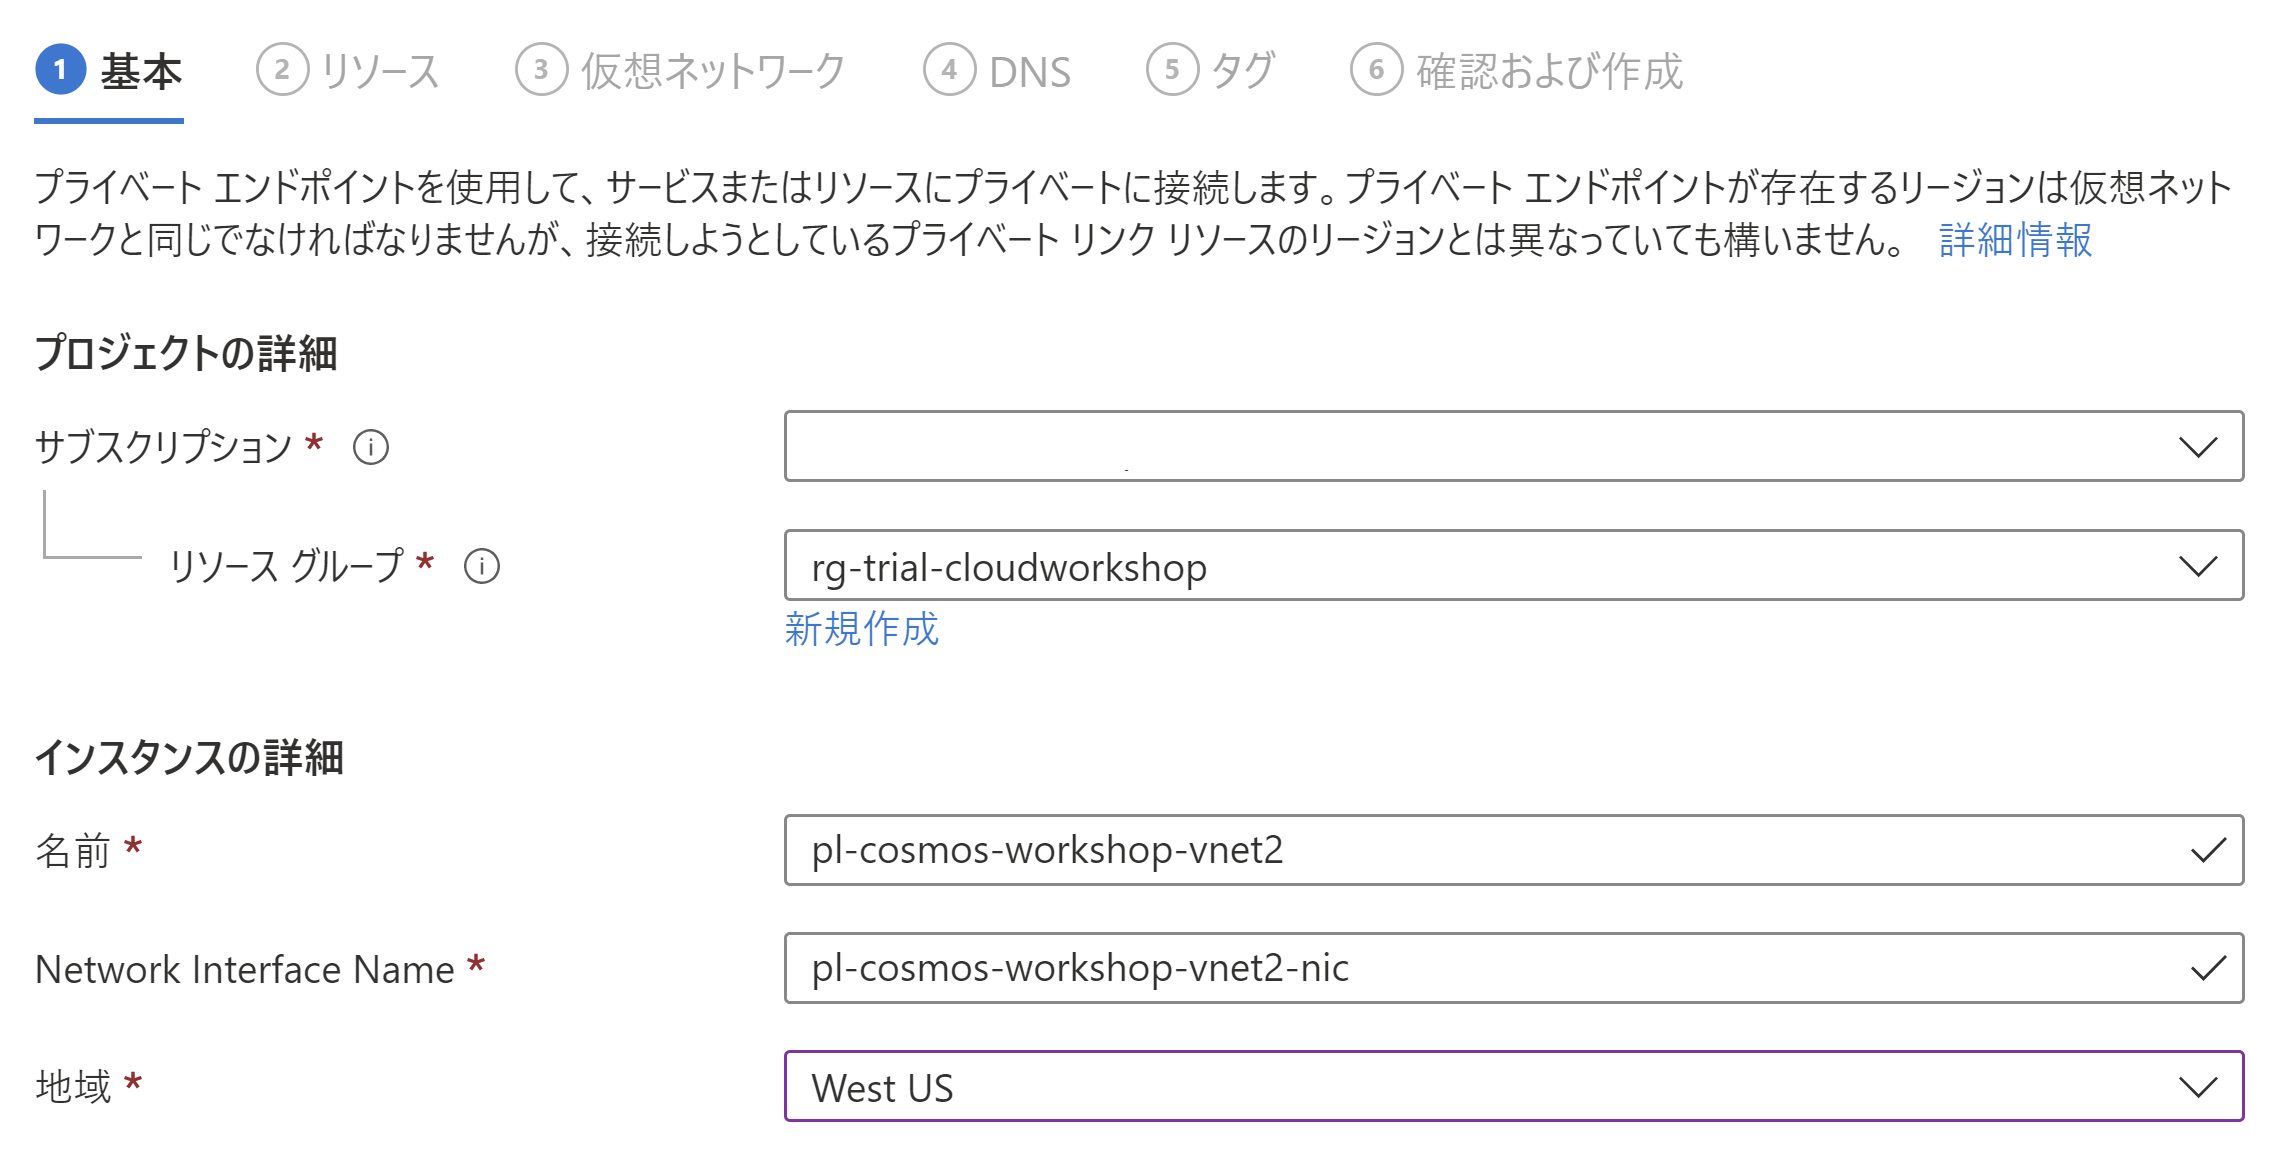 1 基本 2 リソース 3 仮想ネットワーク 4 DNS 5 タグ 6 確認および作成
プライベート エンドポイントを使用して、サービスまたはリソースにプライベートに接続します。プライベート エンドポイントが存在するリージョンは仮想ネット
ワークと同じでなければなりませんが、接続しようとしているプライベート リンク リソースのリージョンとは異なっていても構いません。 詳細情報
プロジェクトの詳細
サブスクリプション *
リソース グループ * rg-trial-cloudworkshop
新規作成
インスタンスの詳細
名前 * pl-cosmos-workshop-vnet2
Network Interface Name * pl-cosmos-workshop-vnet2-nic
地域 * West US